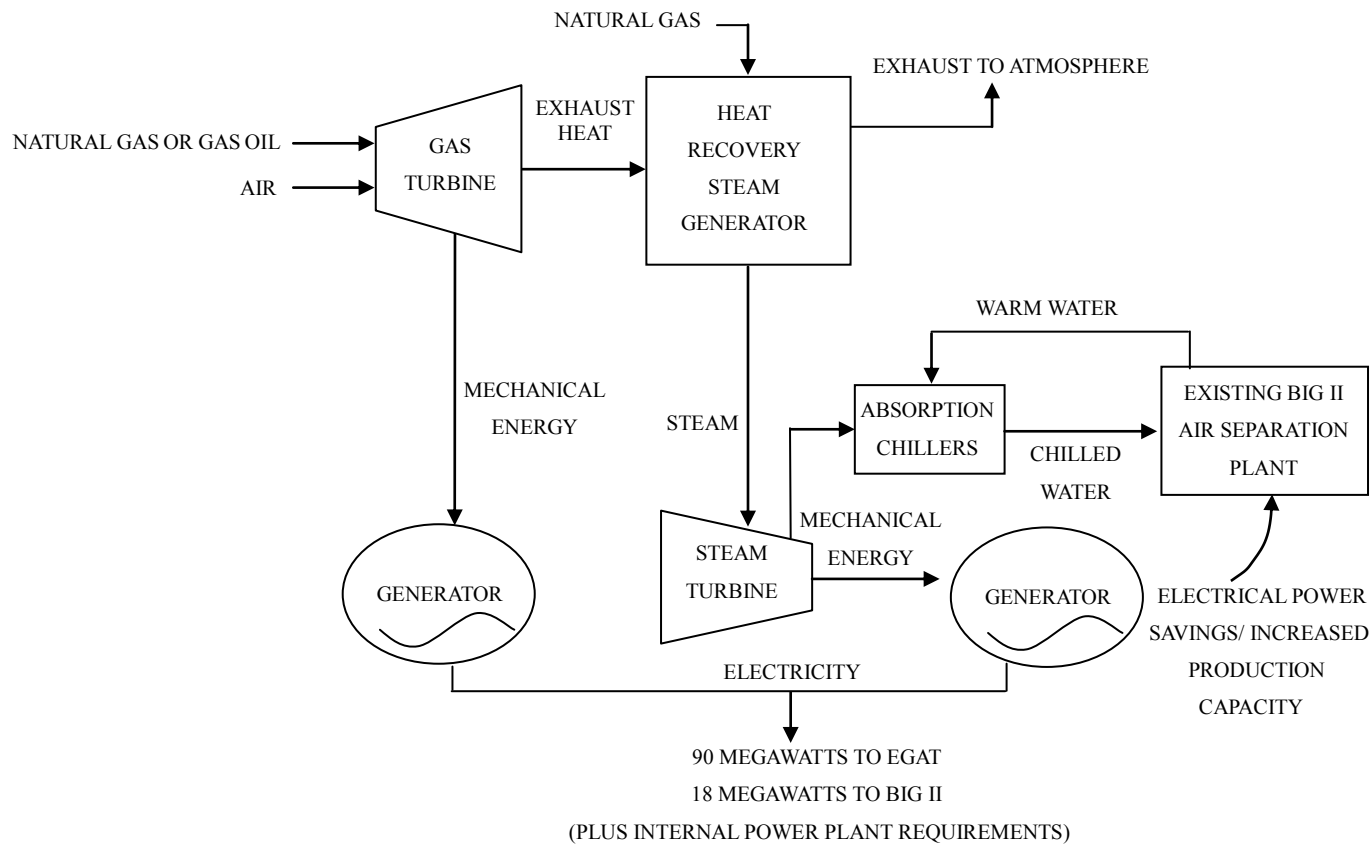 NATURAL GAS
EXHAUST TO ATMOSPHERE
NATURAL GAS OR GAS OIL
AIR
GAS
TURBINE
EXHAUST
HEAT
HEAT
RECOVERY
STEAM
GENERATOR
MECHANICAL
ENERGY
STEAM
WARM WATER
ABSORPTION
CHILLERS
CHILLED
WATER
EXISTING BIG II
AIR SEPARATION
PLANT
GENERATOR
STEAM
TURBINE
MECHANICAL
ENERGY
GENERATOR
ELECTRICAL POWER
SAVINGS/ INCREASED
PRODUCTION
CAPACITY
ELECTRICITY
90 MEGAWATTS TO EGAT
18 MEGAWATTS TO BIG II
(PLUS INTERNAL POWER PLANT REQUIREMENTS)